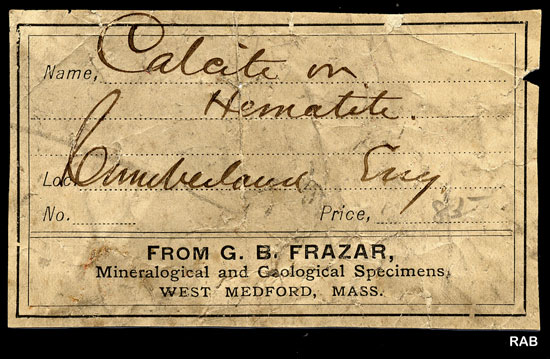 Name, Calcite on
Hematite.
Loc. Cumberland Eng
No. Price, 85
FROM G. B. FRAZAR,
Mineralogical and Geological Specimens,
WEST MEDFORD, MASS.
RAB